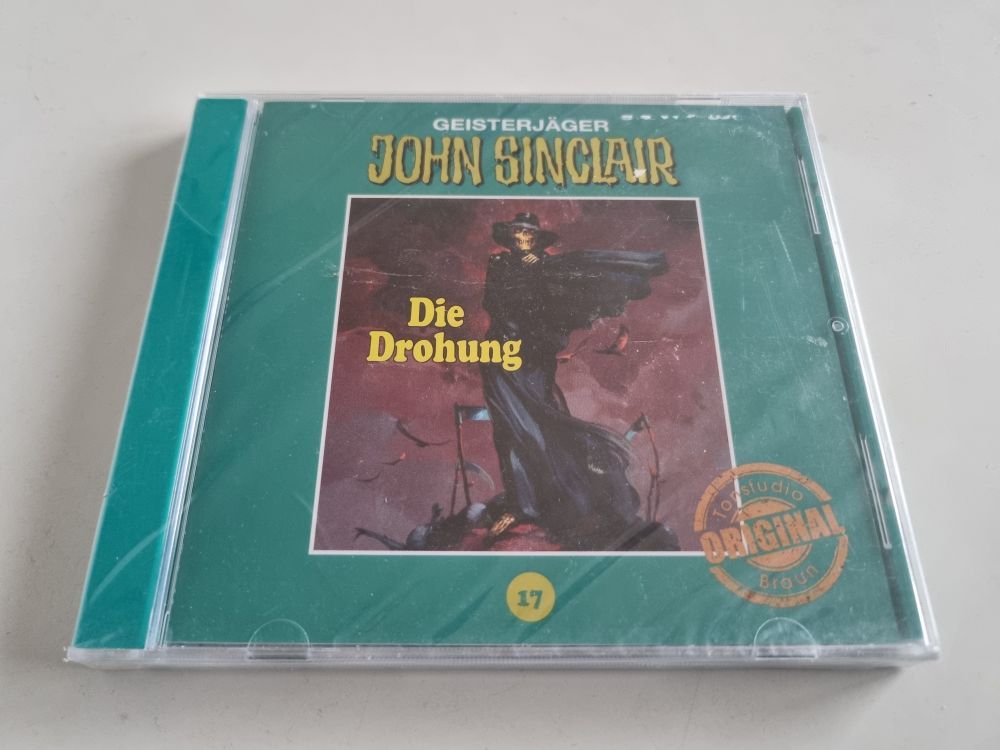 GEISTERJÄGER
JOHN SINCLAIR
Die
Drohung
Tonstudio
ORIGINAL
Braun
17